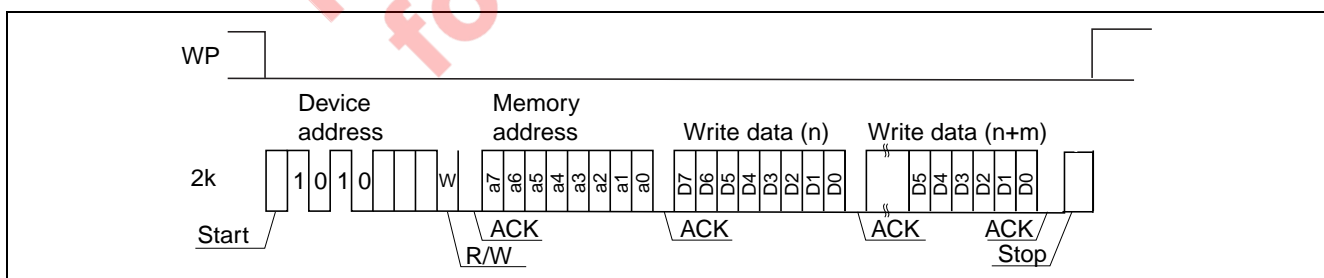 fo
WP
Device
address
Memory
address
Write data (n)
Write data (n+m)
2k
1 0 1 0
W
a7 a6 a5 a4 a3 a2 a1 a0
D7 D6 D5 D4 D3 D2 D1 D0
D5 D4 D3 D2 D1 D0
Start
ACK
R/W
ACK
ACK
ACK
Stop